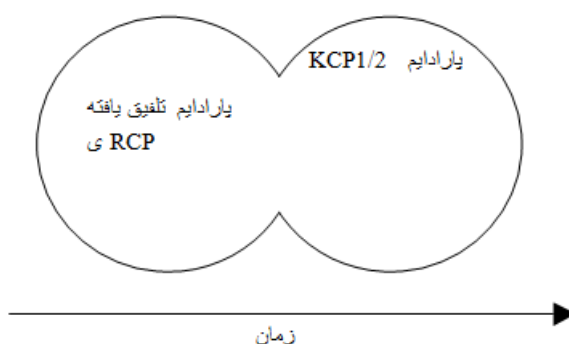 پارادایم KCP1/2
پارادایم تلفیق یافته
ی RCP
زمان